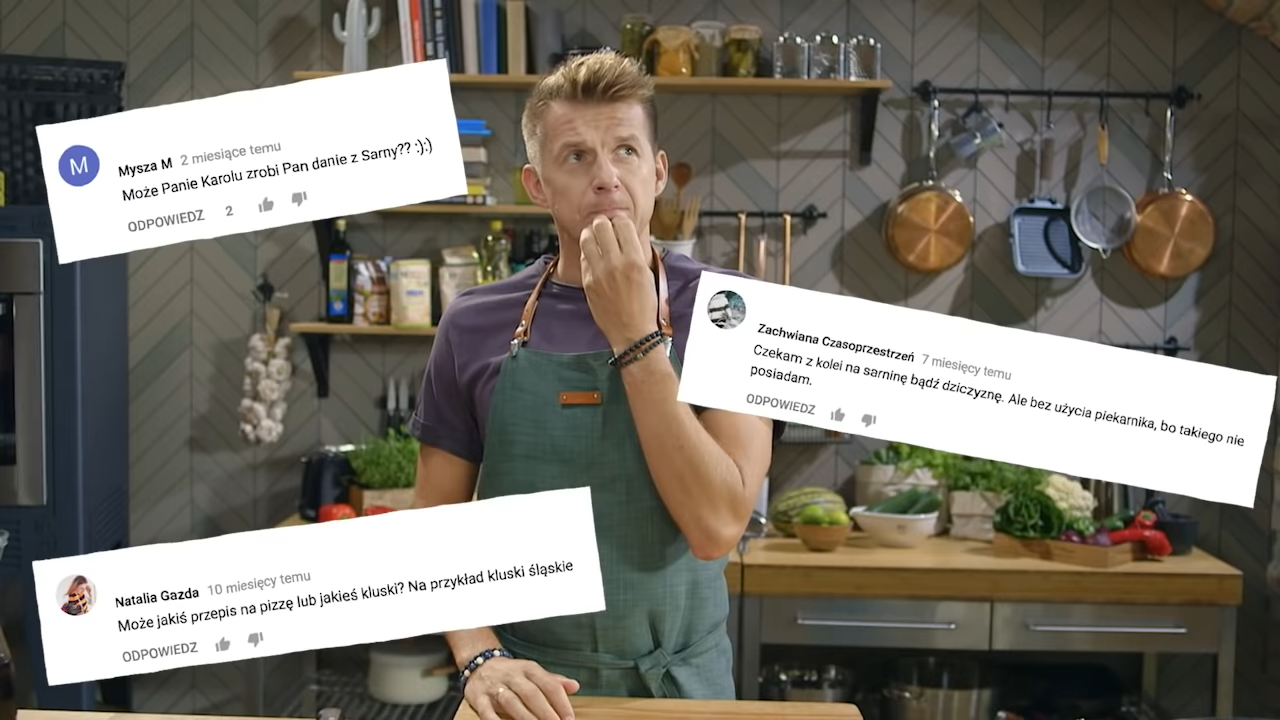 M
Mysza M 2 miesiące temu
Może Panie Karolu zrobi Pan danie z Sarny?? :):)
ODPOWIEDZ 2
Zachwiana Czasoprzestrzeń 7 miesięcy temu
Czekam z kolei na sarninę bądź dziczyznę. Ale bez użycia piekarnika, bo takiego nie
posiadam.
ODPOWIEDZ
Natalia Gazda 10 miesięcy temu
Może jakiś przepis na pizzę lub jakieś kluski? Na przykład kluski śląskie
ODPOWIEDZ